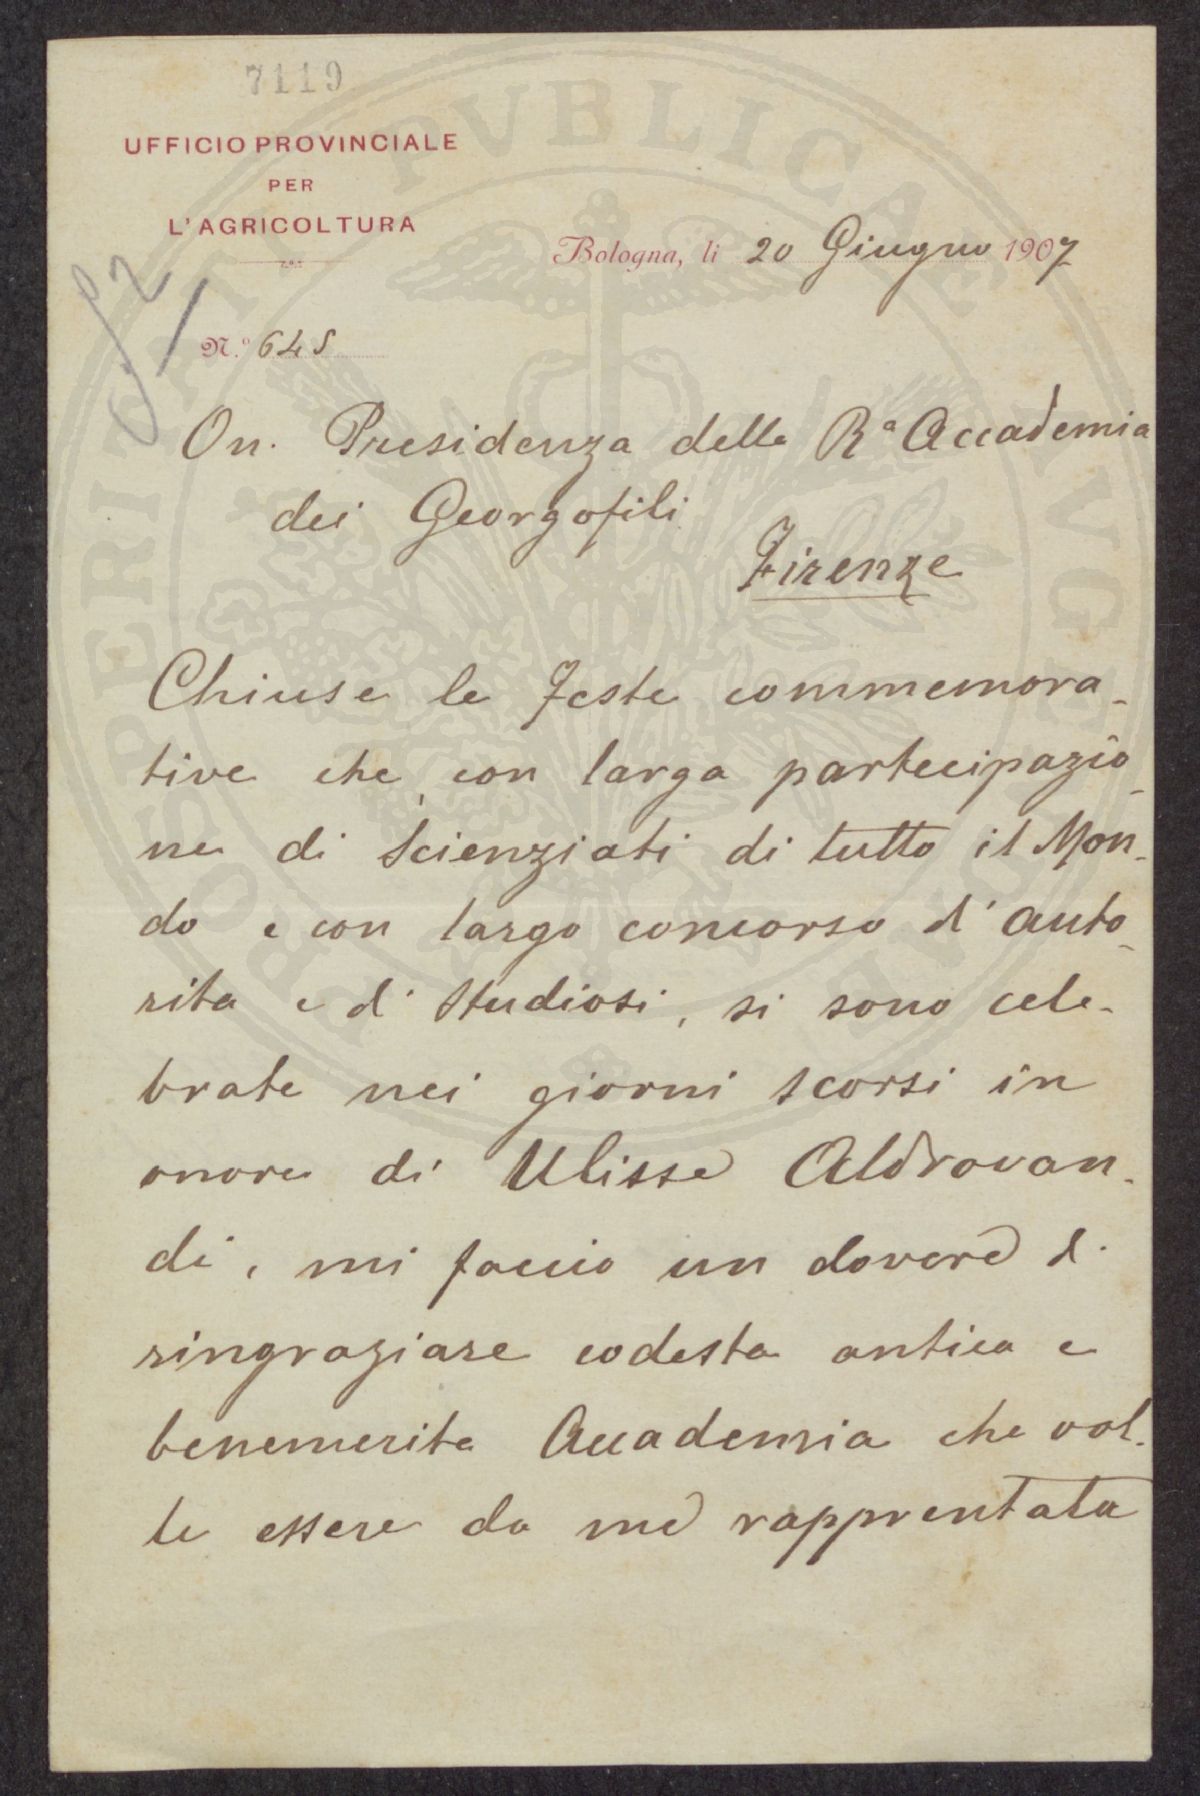 7119
UFFICIO PROVINCIALE
PER
L'AGRICOLTURA
Bologna, li 20 Giugno 1907
N.º 645
On. Presidenza della Rª Accademia
dei Georgofili
Firenze
Chiuse le Feste commemora-
tive che, con larga partecipazio-
ne di Scienziati di tutto il Mon-
do e con largo concorso d'auto-
rità e di Studiosi, si sono cele-
brate nei giorni scorsi in
onore di Ulisse Aldrovan-
di, mi faccio un dovere di
ringraziare codesta antica e
benemerita Accademia che vol-
le essere da me rapprentata